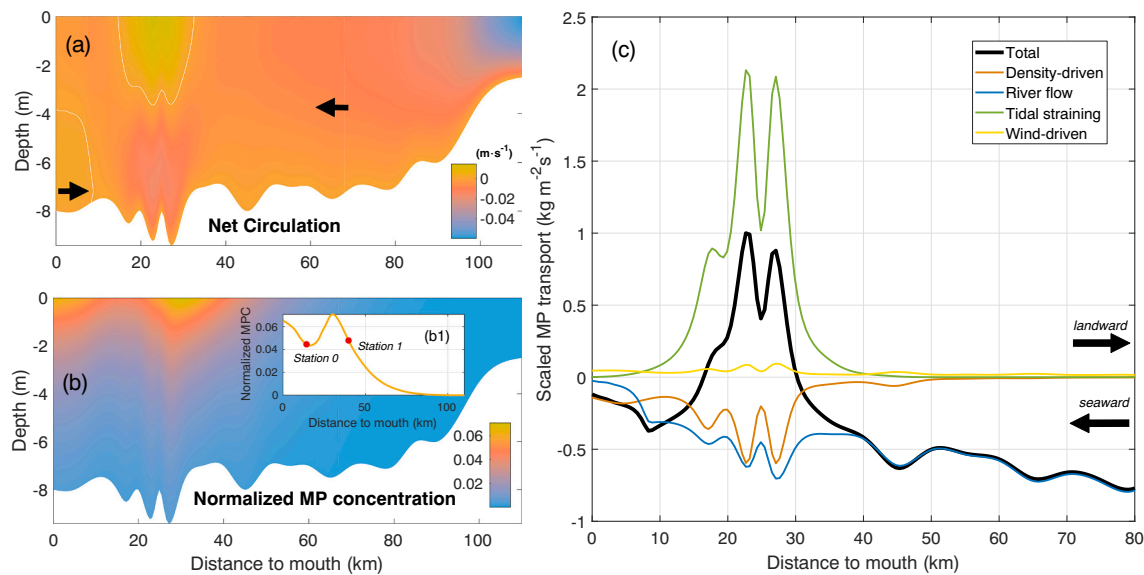 (a)
0
-2
-4
-6
-8
Depth (m)
(m·s⁻¹)
0
-0.02
-0.04
Net Circulation
0 20 40 60 80 100
(b)
0
-2
-4
-6
-8
Depth (m)
(b1)
Normalized MPC
0.06
0.04
0.02
0
Station 0
Station 1
0 50 100
Distance to mouth (km)
0.06
0.04
0.02
Normalized MP concentration
0 20 40 60 80 100
Distance to mouth (km)
(c)
2.5
2
1.5
1
0.5
0
-0.5
-1
Scaled MP transport (kg m⁻²s⁻¹)
Total
Density-driven
River flow
Tidal straining
Wind-driven
landward
seaward
0 10 20 30 40 50 60 70 80
Distance to mouth (km)